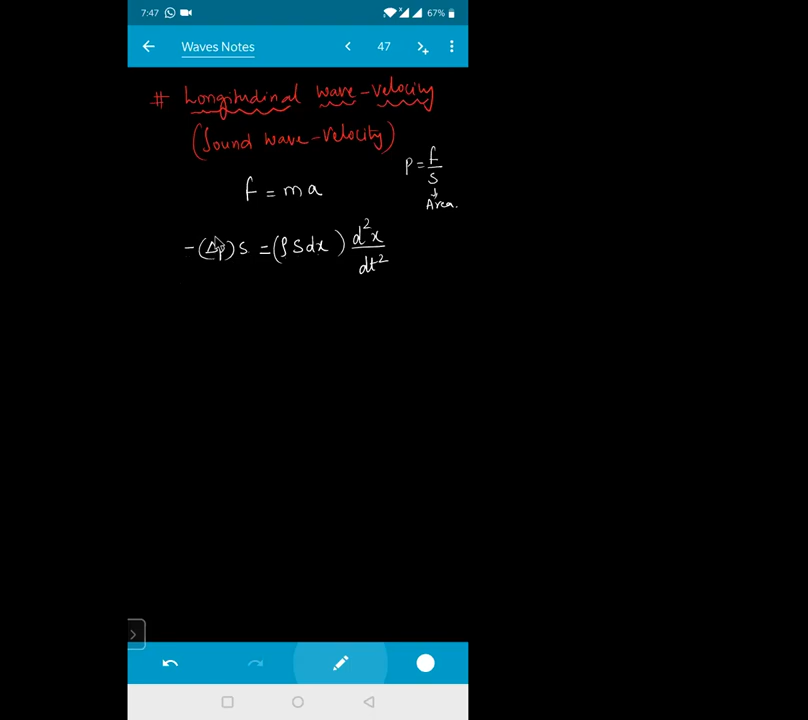 7:47 67%
Waves Notes 47
# Longitudinal wave-velocity
(Sound wave-Velocity)
P = f/s
↓
Area.
f = ma
-(Δp)s = (ρSdx) d²x/dt²